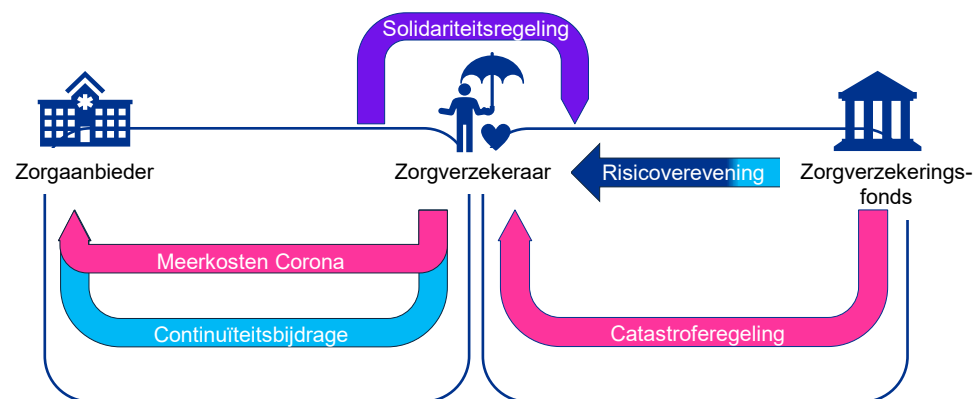 Solidariteitsregeling
Zorgaanbieder
Zorgverzekeraar
Risicoverevening
Zorgverzekerings-
fonds
Meerkosten Corona
Continuïteitsbijdrage
Catastroferegeling